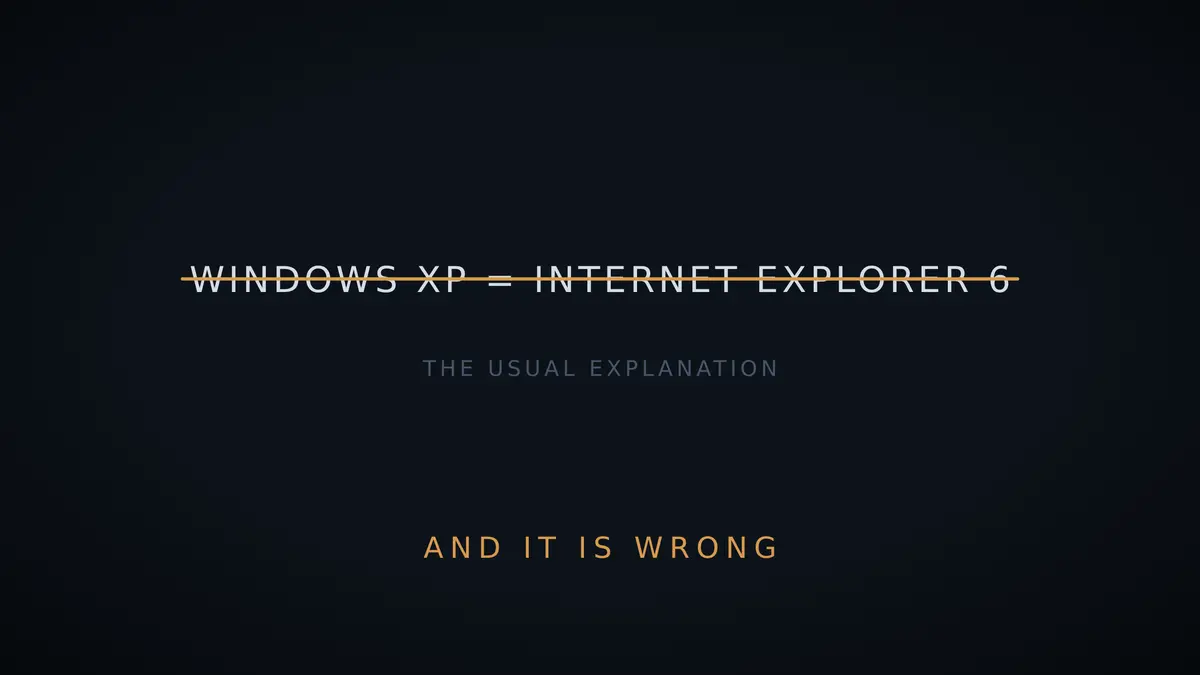 WINDOWS XP = INTERNET EXPLORER 6
THE USUAL EXPLANATION
AND IT IS WRONG